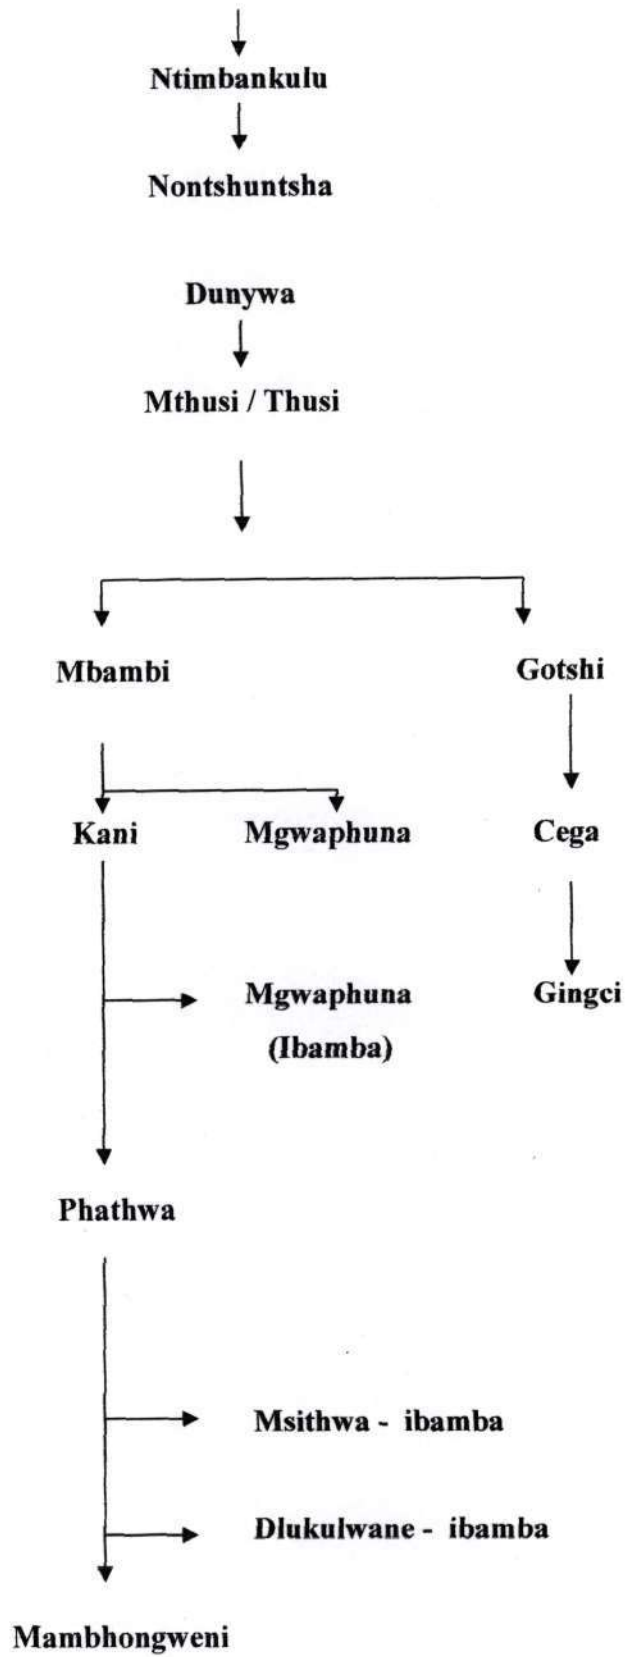 Ntimbankulu
Nontshuntsha
Dunywa
Mthusi / Thusi
Mbambi Gotshi
Kani Mgwaphuna Cega
Mgwaphuna Gingci
(Ibamba)
Phathwa
Msithwa - ibamba
Dlukulwane - ibamba
Mambhongweni